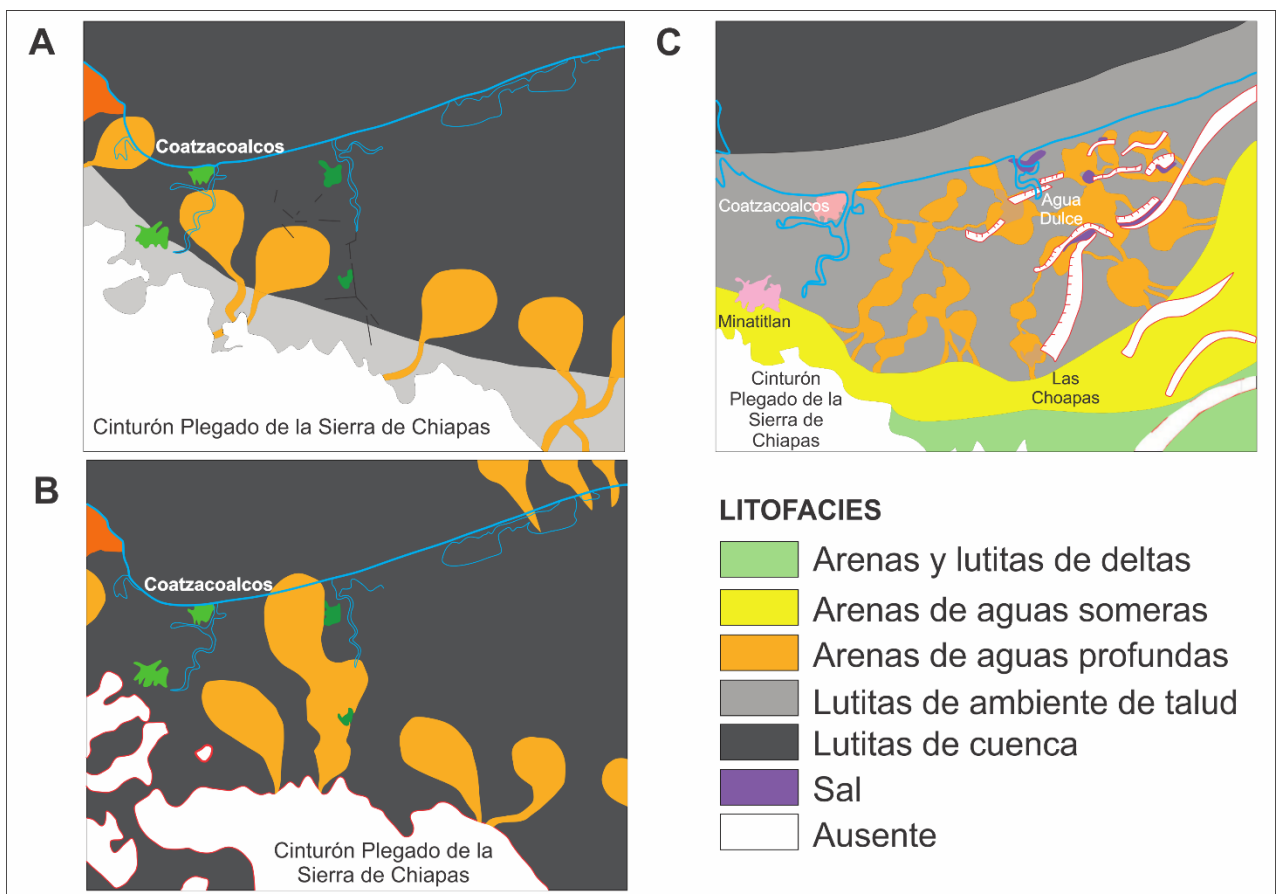 A
Coatzacoalcos
Cinturón Plegado de la Sierra de Chiapas
B
Coatzacoalcos
Cinturón Plegado de la
Sierra de Chiapas
C
Coatzacoalcos
Agua
Dulce
Minatitlan
Cinturón
Plegado de la
Sierra de
Chiapas
Las
Choapas
LITOFACIES
Arenas y lutitas de deltas
Arenas de aguas someras
Arenas de aguas profundas
Lutitas de ambiente de talud
Lutitas de cuenca
Sal
Ausente